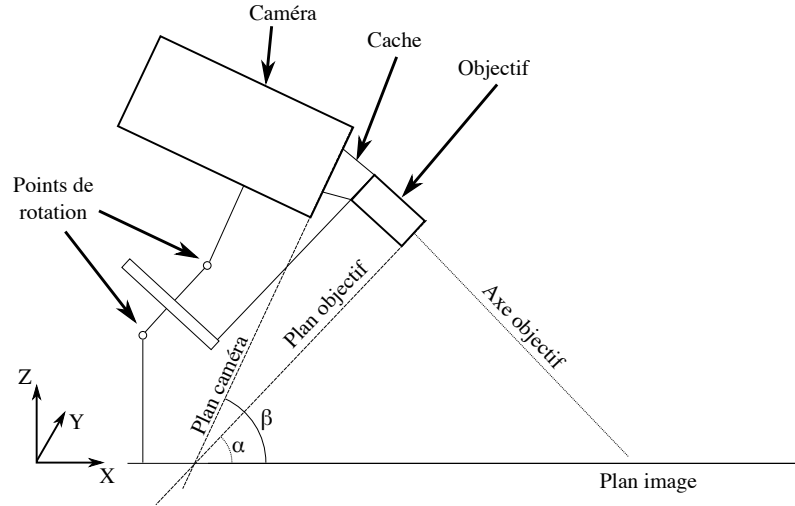 Caméra
Cache
Objectif
Points de
rotation
Plan caméra
Plan objectif
Axe objectif
Z
Y
X
β
α
Plan image